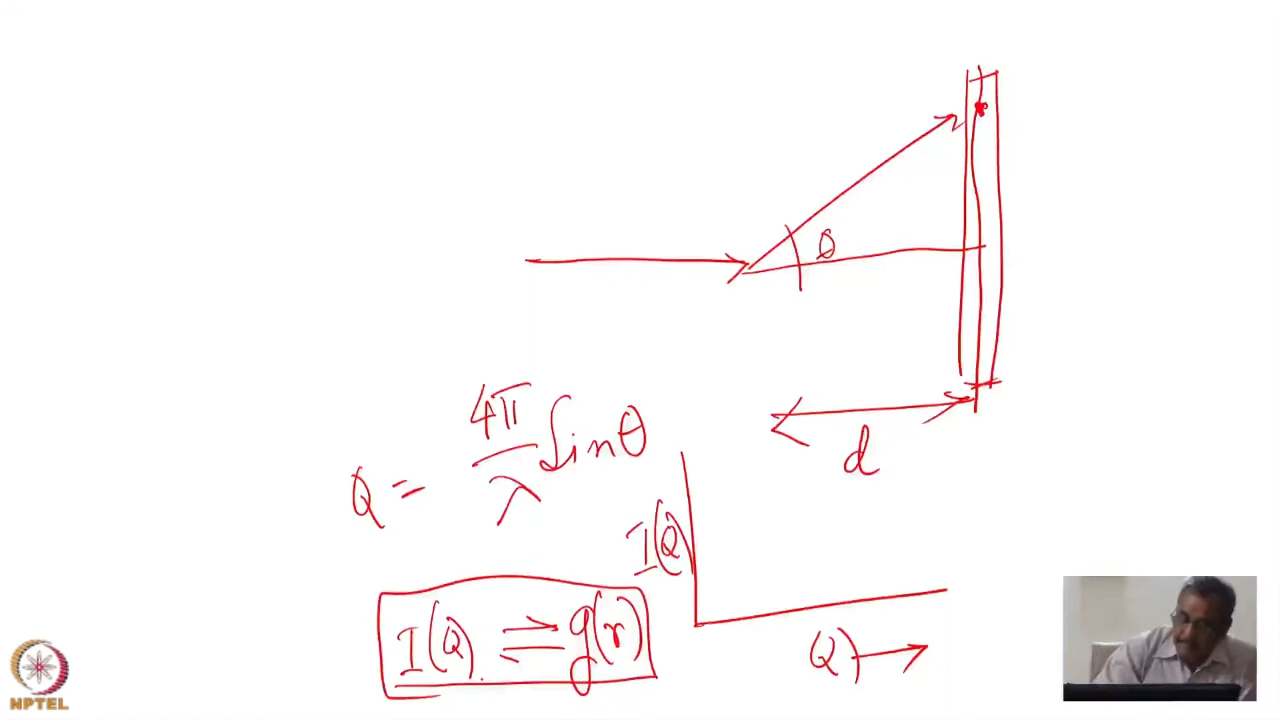 θ
d
Q = 4π/λ Sinθ
I(Q)
Q
I(Q) ⇌ g(r)
NPTEL